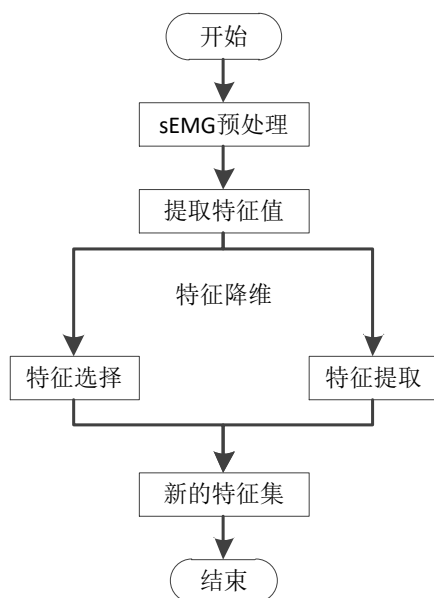 开始
sEMG预处理
提取特征值
特征降维
特征选择
特征提取
新的特征集
结束